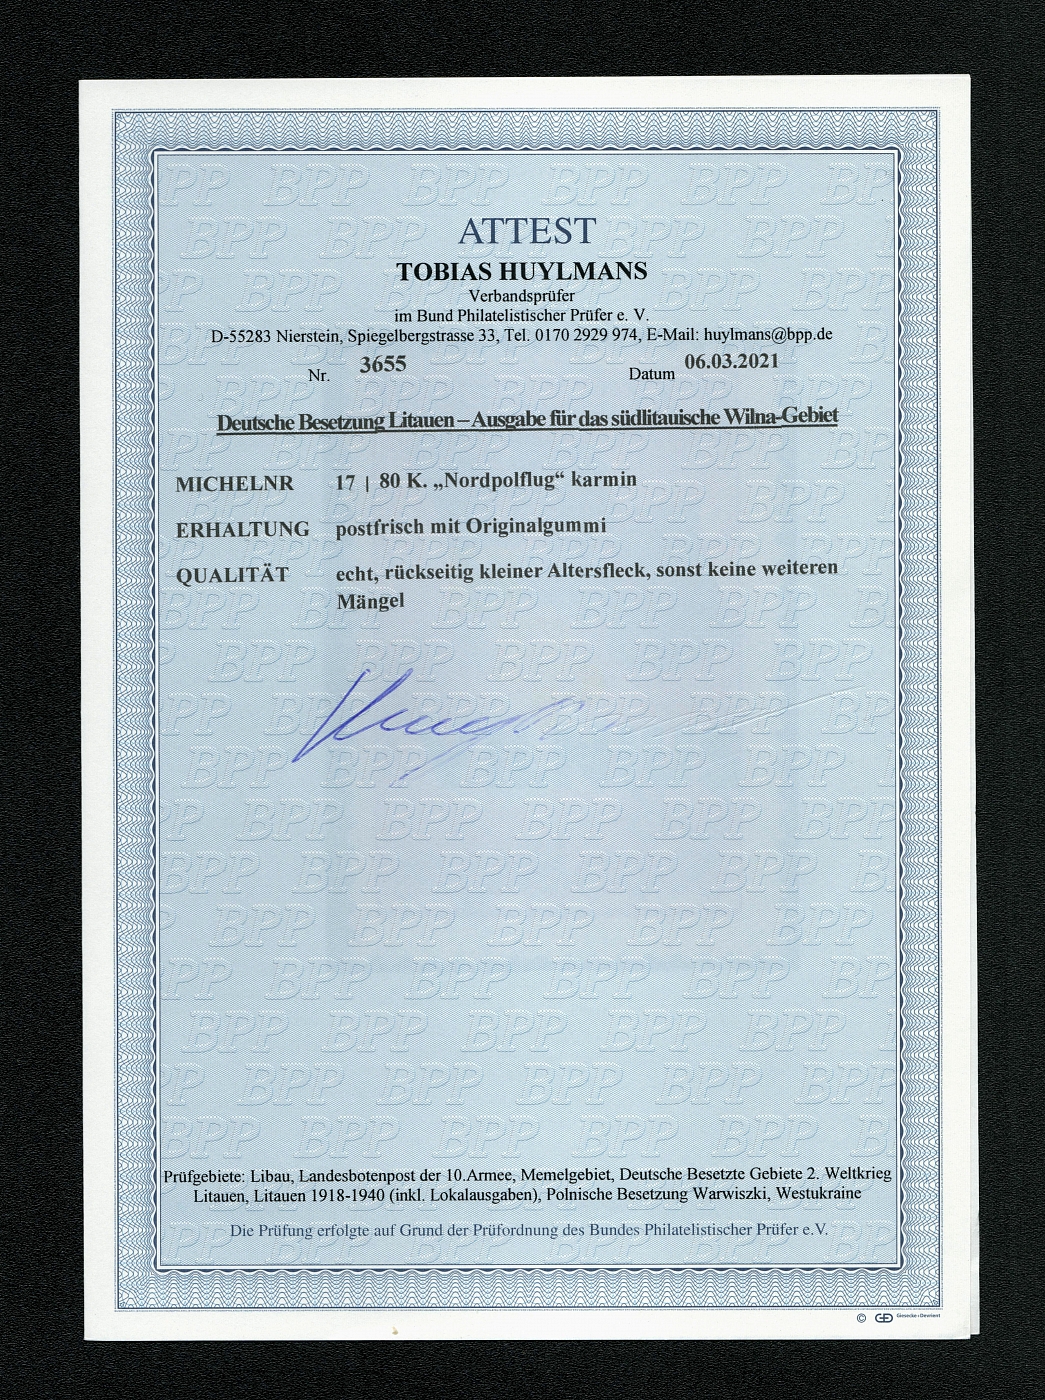 ATTEST
TOBIAS HUYLMANS
Verbandsprüfer
im Bund Philatelistischer Prüfer e. V.
D-55283 Nierstein, Spiegelbergstrasse 33, Tel. 0170 2929 974, E-Mail: huylmans@bpp.de
Nr. 3655 Datum 06.03.2021
Deutsche Besetzung Litauen – Ausgabe für das südlitauische Wilna-Gebiet
MICHELNR 17 | 80 K. „Nordpolflug“ karmin
ERHALTUNG postfrisch mit Originalgummi
QUALITÄT echt, rückseitig kleiner Altersfleck, sonst keine weiteren
Mängel
Prüfgebiete: Libau, Landesbotenpost der 10.Armee, Memelgebiet, Deutsche Besetzte Gebiete 2. Weltkrieg
Litauen, Litauen 1918-1940 (inkl. Lokalausgaben), Polnische Besetzung Warwiszki, Westukraine
Die Prüfung erfolgte auf Grund der Prüfordnung des Bundes Philatelistischer Prüfer e.V.
© GD Giesecke & Devrient